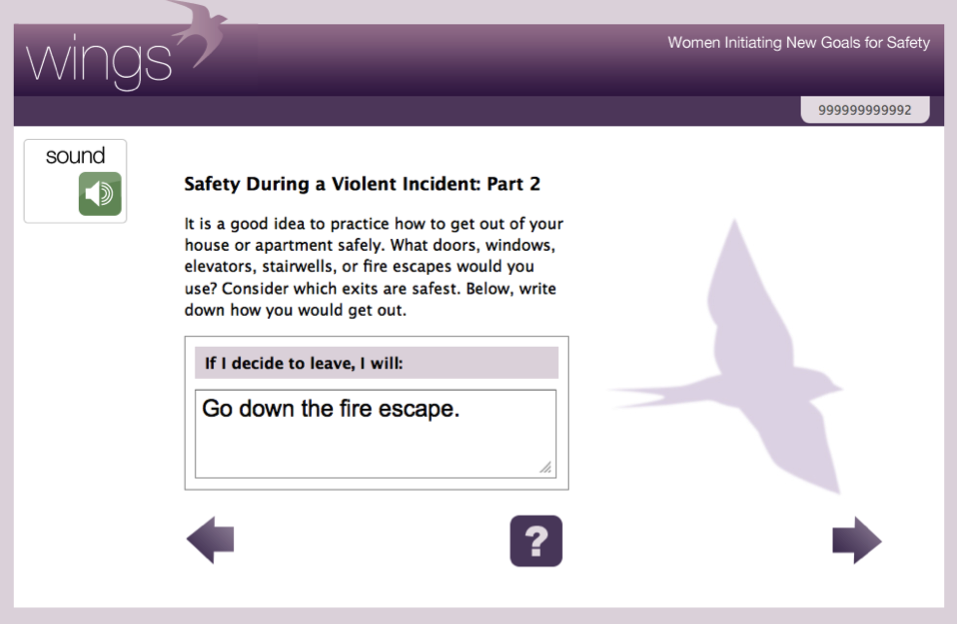 wings
Women Initiating New Goals for Safety
999999999992
sound
Safety During a Violent Incident: Part 2
It is a good idea to practice how to get out of your
house or apartment safely. What doors, windows,
elevators, stairwells, or fire escapes would you
use? Consider which exits are safest. Below, write
down how you would get out.
If I decide to leave, I will:
Go down the fire escape.
?